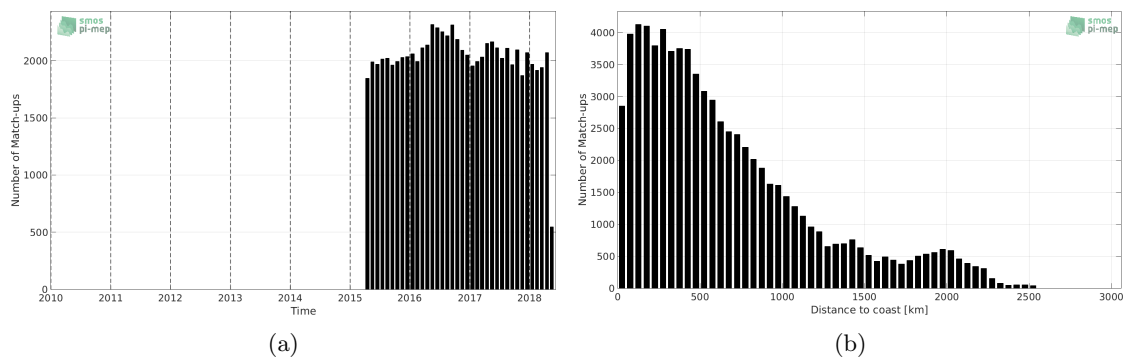 smos
pi-mep
Number of Match-ups
2000
1500
1000
500
0
2010 2011 2012 2013 2014 2015 2016 2017 2018
Time
(a)
smos
pi-mep
Number of Match-ups
4000
3500
3000
2500
2000
1500
1000
500
0
0 500 1000 1500 2000 2500 3000
Distance to coast [km]
(b)